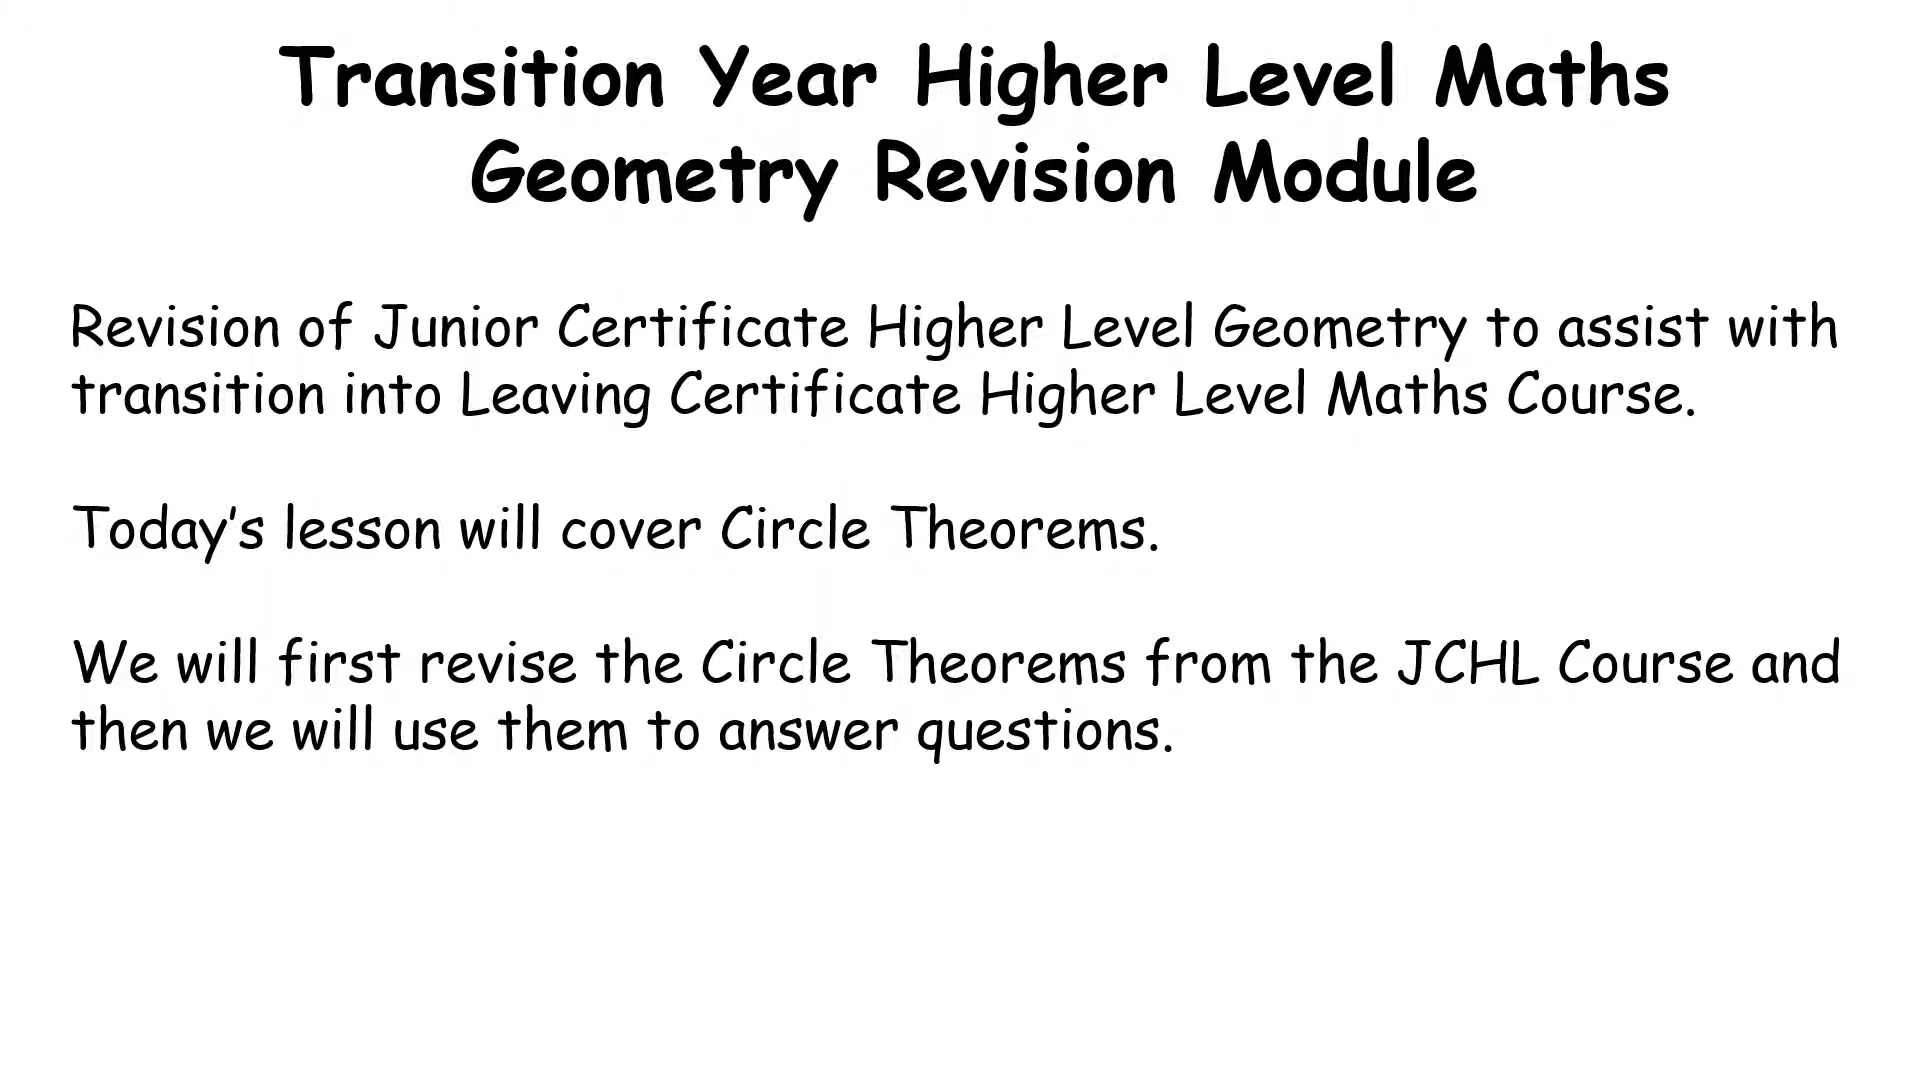 Transition Year Higher Level Maths
Geometry Revision Module
Revision of Junior Certificate Higher Level Geometry to assist with
transition into Leaving Certificate Higher Level Maths Course.
Today’s lesson will cover Circle Theorems.
We will first revise the Circle Theorems from the JCHL Course and
then we will use them to answer questions.